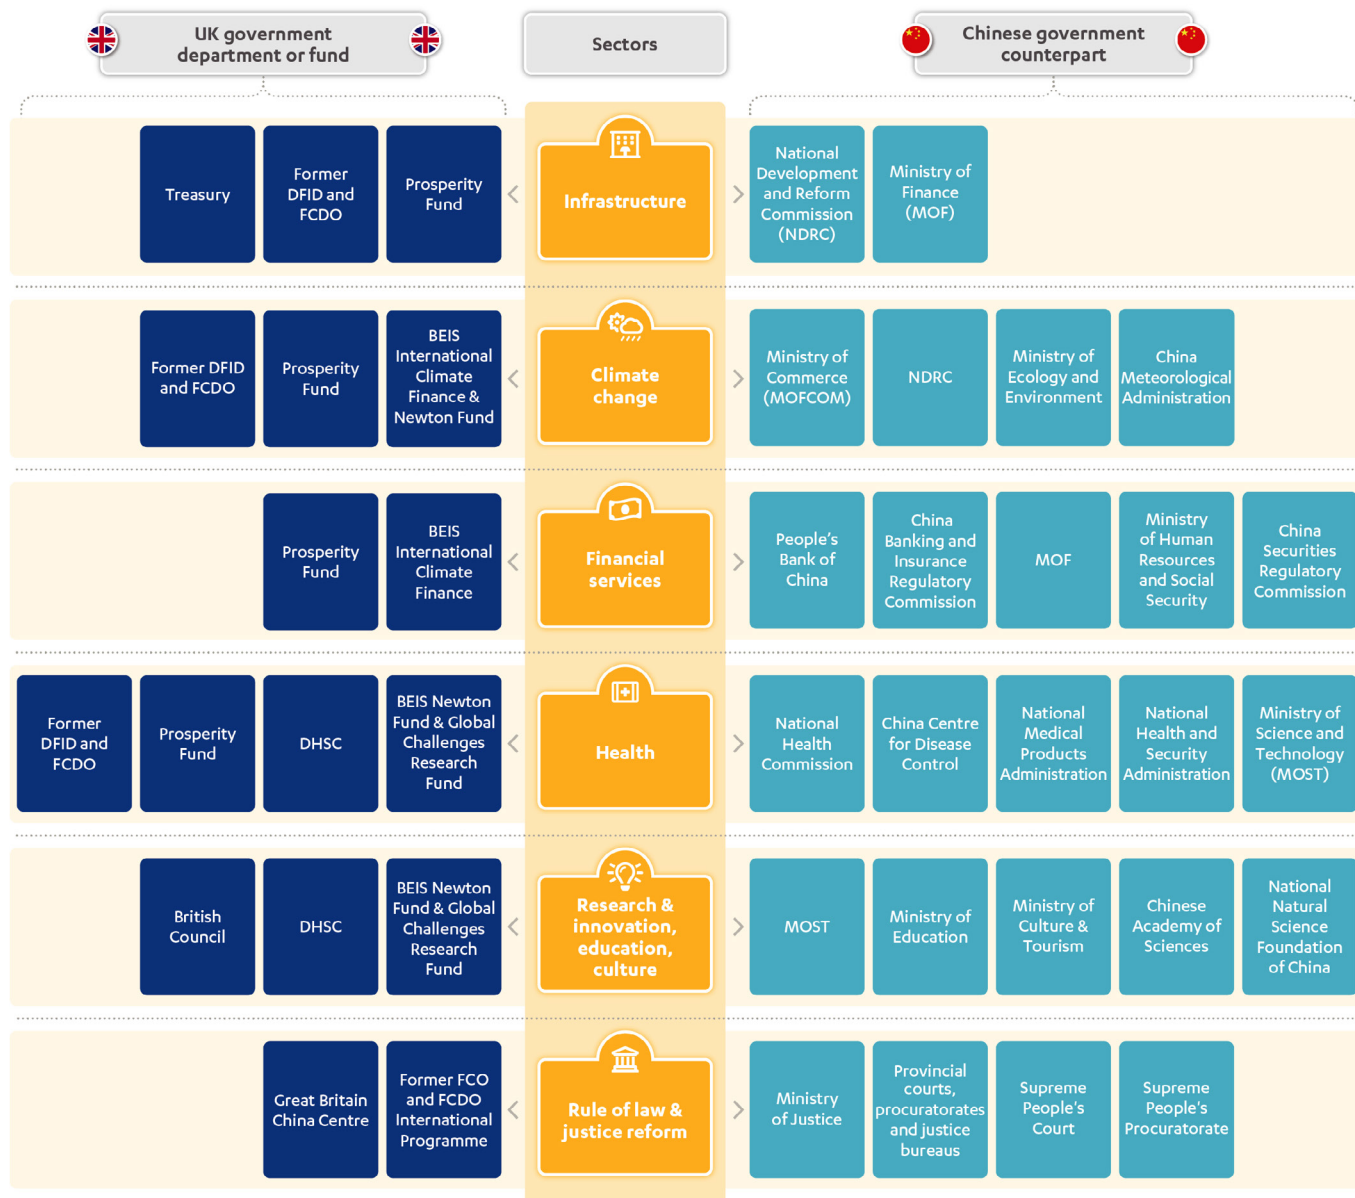 UK government
department or fund
Sectors
Chinese government
counterpart
Treasury
Former
DFID and
FCDO
Prosperity
Fund
Infrastructure
National
Development
and Reform
Commission
(NDRC)
Ministry of
Finance
(MOF)
Former DFID
and FCDO
Prosperity
Fund
BEIS
International
Climate
Finance &
Newton Fund
Climate
change
Ministry of
Commerce
(MOFCOM)
NDRC
Ministry of
Ecology and
Environment
China
Meteorological
Administration
Prosperity
Fund
BEIS
International
Climate
Finance
Financial
services
People's
Bank of
China
China
Banking and
Insurance
Regulatory
Commission
MOF
Ministry
of Human
Resources
and Social
Security
China
Securities
Regulatory
Commission
Former
DFID and
FCDO
Prosperity
Fund
DHSC
BEIS Newton
Fund & Global
Challenges
Research
Fund
Health
National
Health
Commission
China Centre
for Disease
Control
National
Medical
Products
Administration
National
Health and
Security
Administration
Ministry of
Science and
Technology
(MOST)
British
Council
DHSC
BEIS Newton
Fund & Global
Challenges
Research
Fund
Research &
innovation,
education,
culture
MOST
Ministry of
Education
Ministry of
Culture &
Tourism
Chinese
Academy of
Sciences
National
Natural
Science
Foundation
of China
Great Britain
China Centre
Former FCO
and FCDO
International
Programme
Rule of law &
justice reform
Ministry
of Justice
Provincial
courts,
procuratorates
and justice
bureaus
Supreme
People's
Court
Supreme
People's
Procuratorate